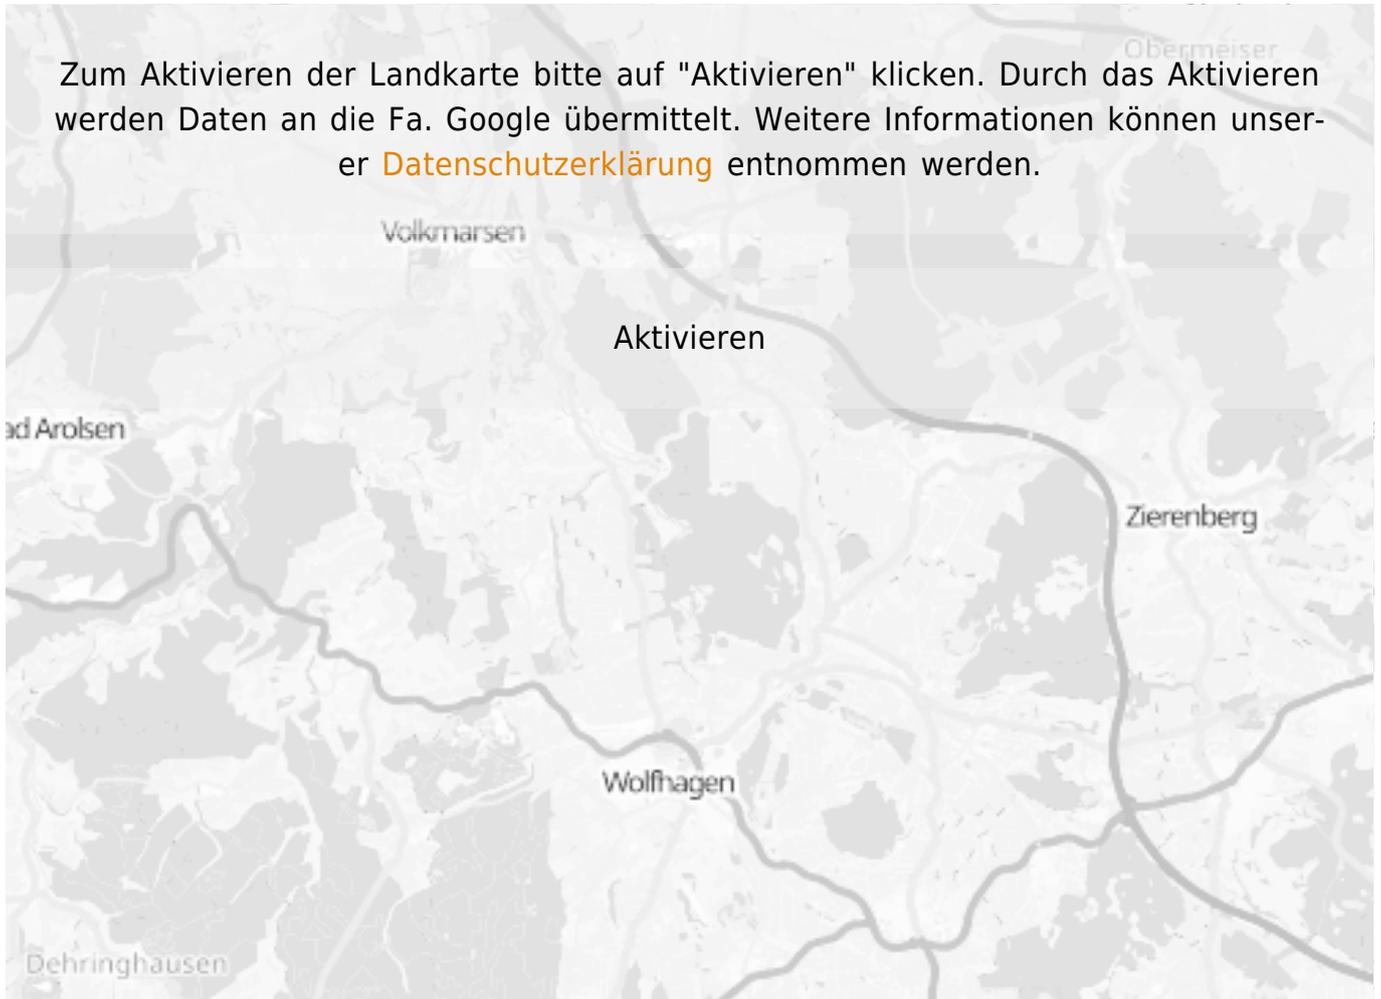 Obermeiser
Zum Aktivieren der Landkarte bitte auf "Aktivieren" klicken. Durch das Aktivieren
werden Daten an die Fa. Google übermittelt. Weitere Informationen können unser-
er Datenschutzerklärung entnommen werden.
Volkmarsen
Aktivieren
ad Arolsen
Zierenberg
Wolfhagen
Dehringhausen